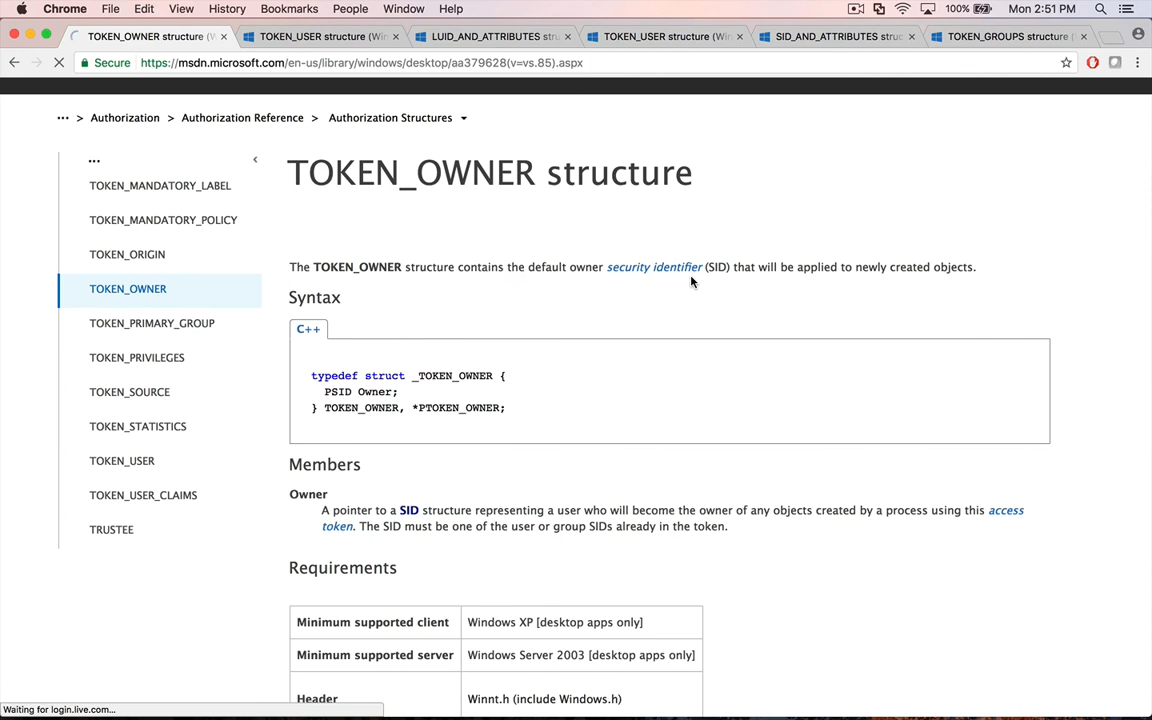 Chrome File Edit View History Bookmarks People Window Help 100% Mon 2:51 PM
TOKEN_OWNER structure (W × TOKEN_USER structure (Win × LUID_AND_ATTRIBUTES stru × TOKEN_USER structure (Win × SID_AND_ATTRIBUTES struc × TOKEN_GROUPS structure ( ×
Secure https://msdn.microsoft.com/en-us/library/windows/desktop/aa379628(v=vs.85).aspx
... > Authorization > Authorization Reference > Authorization Structures
...
TOKEN_MANDATORY_LABEL
TOKEN_MANDATORY_POLICY
TOKEN_ORIGIN
TOKEN_OWNER
TOKEN_PRIMARY_GROUP
TOKEN_PRIVILEGES
TOKEN_SOURCE
TOKEN_STATISTICS
TOKEN_USER
TOKEN_USER_CLAIMS
TRUSTEE
TOKEN_OWNER structure
The TOKEN_OWNER structure contains the default owner security identifier (SID) that will be applied to newly created objects.
Syntax
C++
typedef struct _TOKEN_OWNER {
PSID Owner;
} TOKEN_OWNER, *PTOKEN_OWNER;
Members
Owner
A pointer to a SID structure representing a user who will become the owner of any objects created by a process using this access
token. The SID must be one of the user or group SIDs already in the token.
Requirements
Minimum supported client Windows XP [desktop apps only]
Minimum supported server Windows Server 2003 [desktop apps only]
Header Winnt.h (include Windows.h)
Waiting for login.live.com...